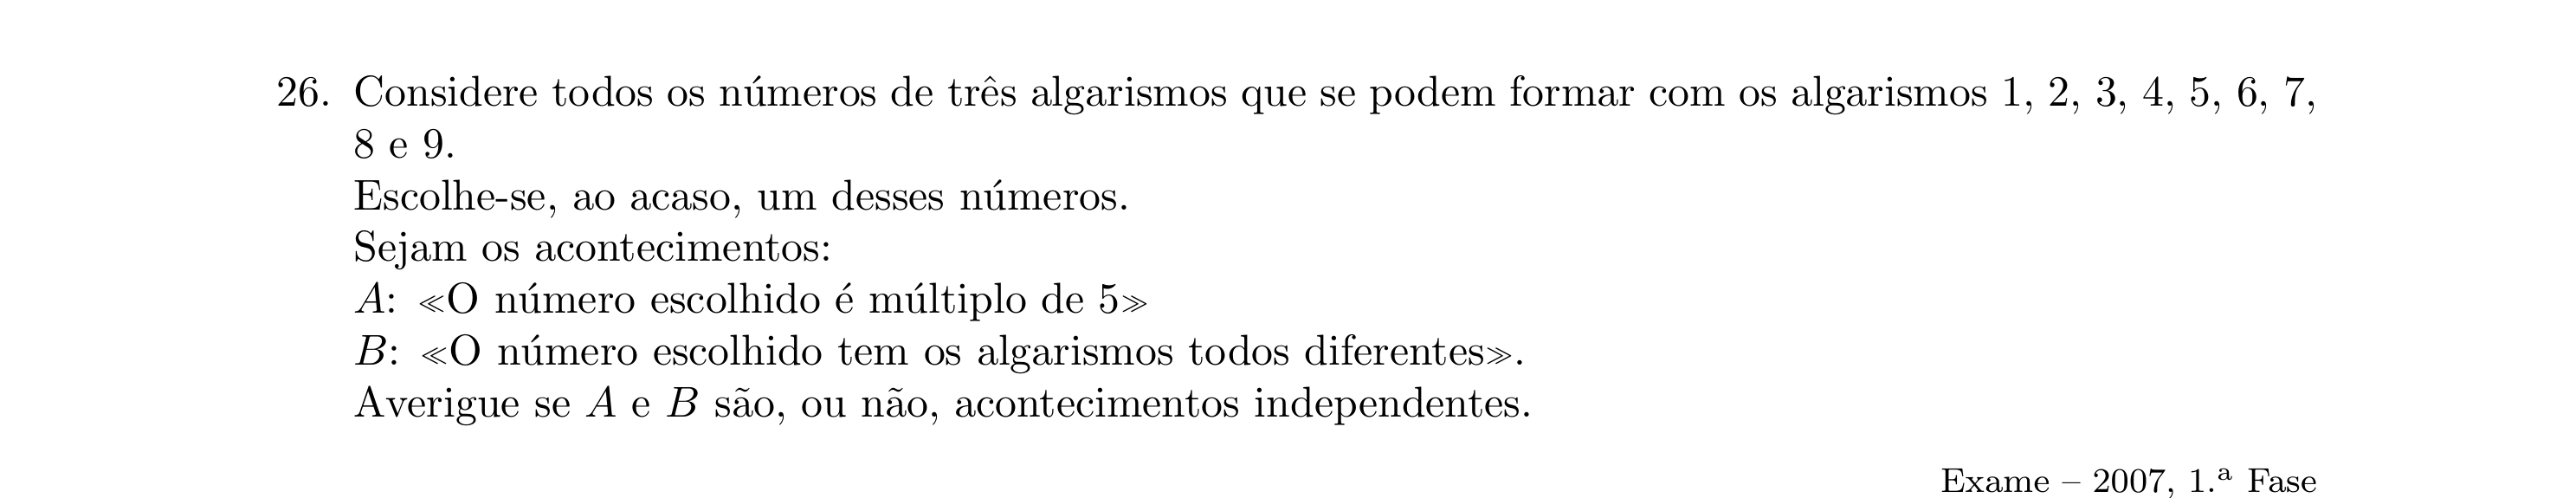 26. Considere todos os números de três algarismos que se podem formar com os algarismos 1, 2, 3, 4, 5, 6, 7,
8 e 9.
Escolhe-se, ao acaso, um desses números.
Sejam os acontecimentos:
A: ≪O número escolhido é múltiplo de 5≫
B: ≪O número escolhido tem os algarismos todos diferentes≫.
Averigue se A e B são, ou não, acontecimentos independentes.
Exame – 2007, 1.ª Fase